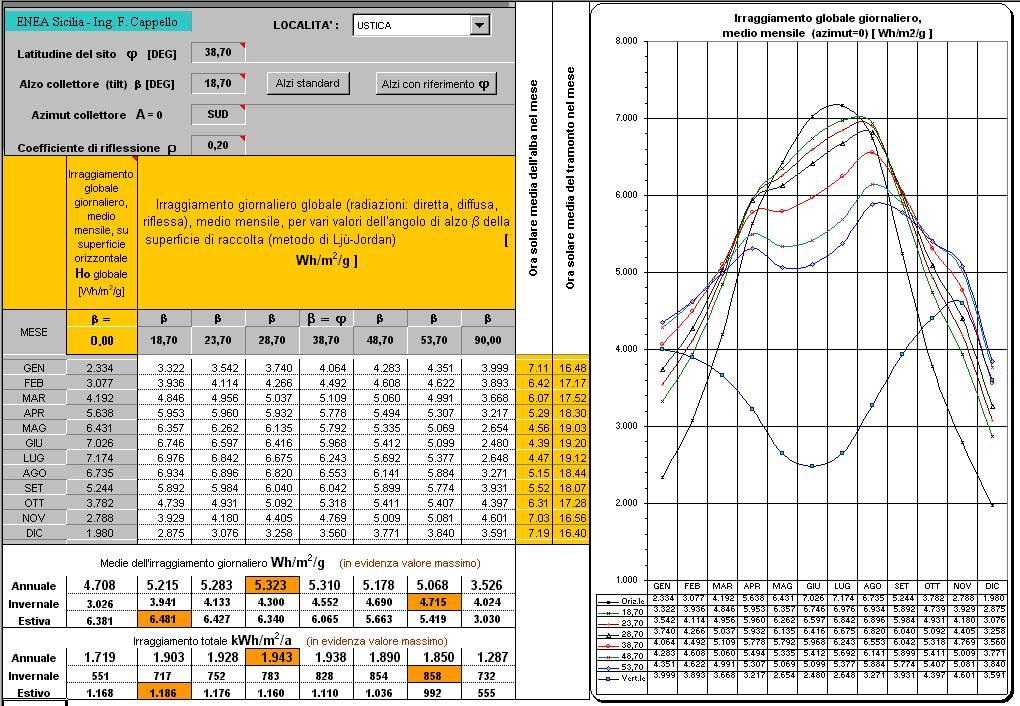 ENEA Sicilia - Ing. F. Cappello
LOCALITA' :
USTICA
Latitudine del sito φ [DEG]
38,70
Alzo collettore (tilt) β [DEG]
18,70
Alzi standard
Alzi con riferimento φ
Azimut collettore A = 0
SUD
Coefficiente di riflessione ρ
0,20
Irraggiamento
globale
giornaliero,
medio
mensile, su
superficie
orizzontale
Ho globale
[Wh/m²/g]
Irraggiamento giornaliero globale (radiazioni: diretta, diffusa,
riflessa), medio mensile, per vari valori dell'angolo di alzo β della
superficie di raccolta (metodo di Ljù-Jordan) [
Wh/m²/g ]
Ora solare media dell'alba nel mese
Ora solare media del tramonto nel mese
MESE
β = β β β β = φ β β β
0,00 18,70 23,70 28,70 38,70 48,70 53,70 90,00
GEN 2.334 3.322 3.542 3.740 4.064 4.283 4.351 3.999 7.11 16.48
FEB 3.077 3.936 4.114 4.266 4.492 4.608 4.622 3.893 6.42 17.17
MAR 4.192 4.846 4.956 5.037 5.109 5.060 4.991 3.668 6.07 17.52
APR 5.638 5.953 5.960 5.932 5.778 5.494 5.307 3.217 5.29 18.30
MAG 6.431 6.357 6.262 6.135 5.792 5.335 5.069 2.654 4.56 19.03
GIU 7.026 6.746 6.597 6.416 5.968 5.412 5.099 2.480 4.39 19.20
LUG 7.174 6.976 6.842 6.675 6.243 5.692 5.377 2.648 4.47 19.12
AGO 6.735 6.934 6.896 6.820 6.553 6.141 5.884 3.271 5.15 18.44
SET 5.244 5.892 5.984 6.040 6.042 5.899 5.774 3.931 5.52 18.07
OTT 3.782 4.739 4.931 5.092 5.318 5.411 5.407 4.397 6.31 17.28
NOV 2.788 3.929 4.180 4.405 4.769 5.009 5.081 4.601 7.03 16.56
DIC 1.980 2.875 3.076 3.258 3.560 3.771 3.840 3.591 7.19 16.40
Medie dell'irraggiamento giornaliero Wh/m²/g (in evidenza valore massimo)
Annuale 4.708 5.215 5.283 5.323 5.310 5.178 5.068 3.526
Invernale 3.026 3.941 4.133 4.300 4.552 4.690 4.715 4.024
Estiva 6.381 6.481 6.427 6.340 6.065 5.663 5.419 3.030
Irraggiamento totale kWh/m²/a (in evidenza valore massimo)
Annuale 1.719 1.903 1.928 1.943 1.938 1.890 1.850 1.287
Invernale 551 717 752 783 828 854 858 732
Estivo 1.168 1.186 1.176 1.160 1.110 1.036 992 555
Irraggiamento globale giornaliero,
medio mensile (azimut=0) [ Wh/m2/g ]
8.000
7.000
6.000
5.000
4.000
3.000
2.000
1.000
GEN FEB MAR APR MAG GIU LUG AGO SET OTT NOV DIC
Oriz.le 2.334 3.077 4.192 5.638 6.431 7.026 7.174 6.735 5.244 3.782 2.788 1.980
18,70 3.322 3.936 4.846 5.953 6.357 6.746 6.976 6.934 5.892 4.739 3.929 2.875
23,70 3.542 4.114 4.956 5.960 6.262 6.597 6.842 6.896 5.984 4.931 4.180 3.076
28,70 3.740 4.266 5.037 5.932 6.135 6.416 6.675 6.820 6.040 5.092 4.405 3.258
38,70 4.064 4.492 5.109 5.778 5.792 5.968 6.243 6.553 6.042 5.318 4.769 3.560
48,70 4.283 4.608 5.060 5.494 5.335 5.412 5.692 6.141 5.899 5.411 5.009 3.771
53,70 4.351 4.622 4.991 5.307 5.069 5.099 5.377 5.884 5.774 5.407 5.081 3.840
Vert.le 3.999 3.893 3.668 3.217 2.654 2.480 2.648 3.271 3.931 4.397 4.601 3.591